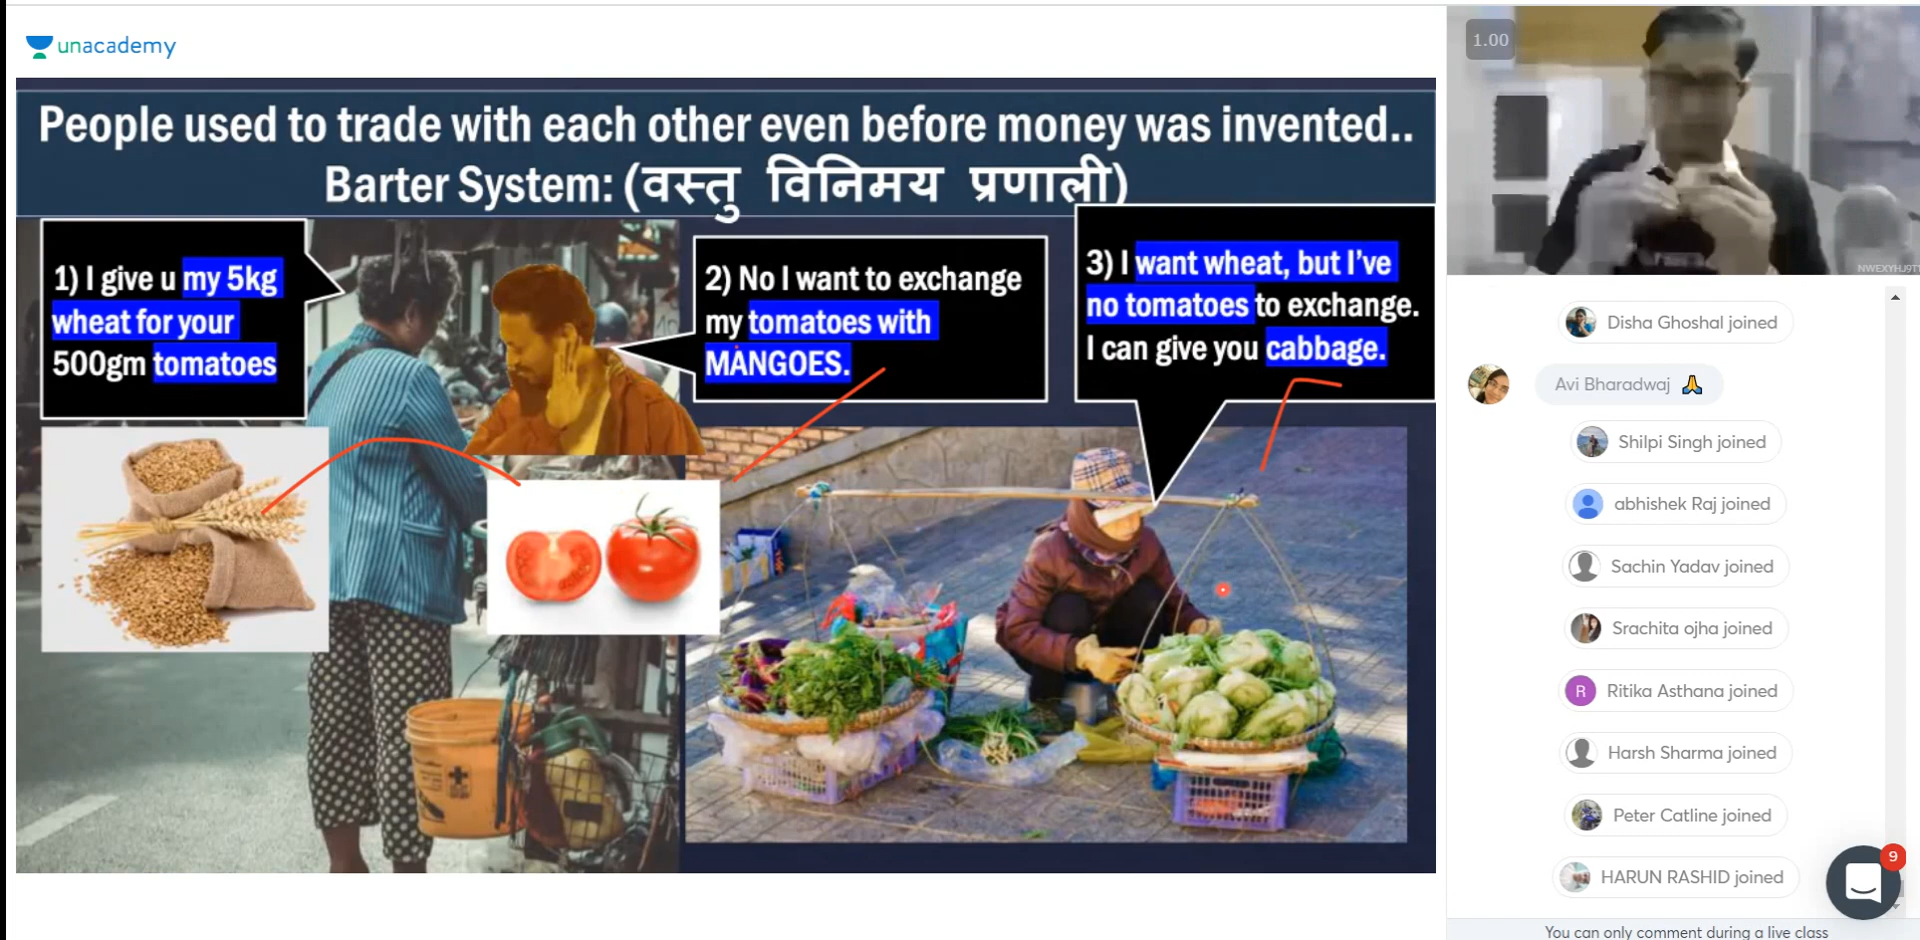 unacademy
People used to trade with each other even before money was invented..
Barter System: (वस्तु विनिमय प्रणाली)
1) I give u my 5kg
wheat for your
500gm tomatoes
2) No I want to exchange
my tomatoes with
MANGOES.
3) I want wheat, but I've
no tomatoes to exchange.
I can give you cabbage.
1.00
Disha Ghoshal joined
Avi Bharadwaj 🙏
Shilpi Singh joined
abhishek Raj joined
Sachin Yadav joined
Srachita ojha joined
R Ritika Asthana joined
Harsh Sharma joined
Peter Catline joined
HARUN RASHID joined
9
You can only comment during a live class